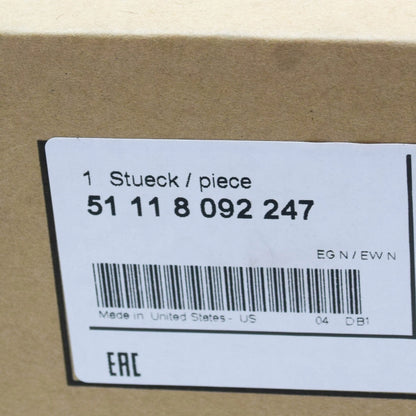 1 Stueck / piece
51 11 8 092 247
EG N / EW N
Made in United States - US 04 DB1
EAC